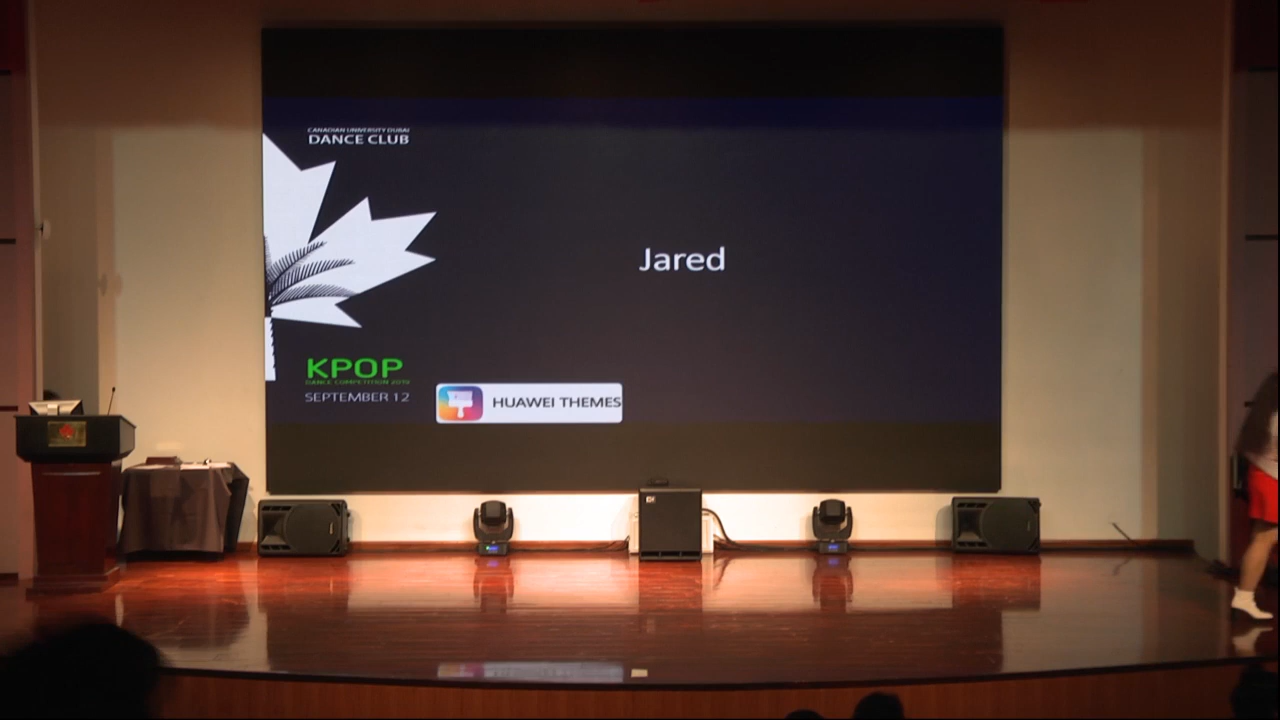 CANADIAN UNIVERSITY DUBAI
DANCE CLUB
Jared
KPOP
DANCE COMPETITION 2019
SEPTEMBER 12
HUAWEI THEMES